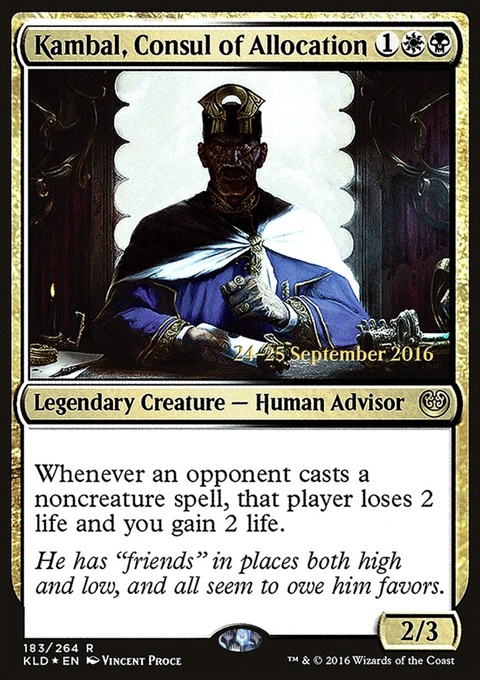 Kambal, Consul of Allocation 1
24-25 September 2016
Legendary Creature — Human Advisor
Whenever an opponent casts a
noncreature spell, that player loses 2
life and you gain 2 life.
He has “friends” in places both high
and low, and all seem to owe him favors.
2/3
183/264 R
KLD ★ EN Vincent Proce
™ & © 2016 Wizards of the Coast